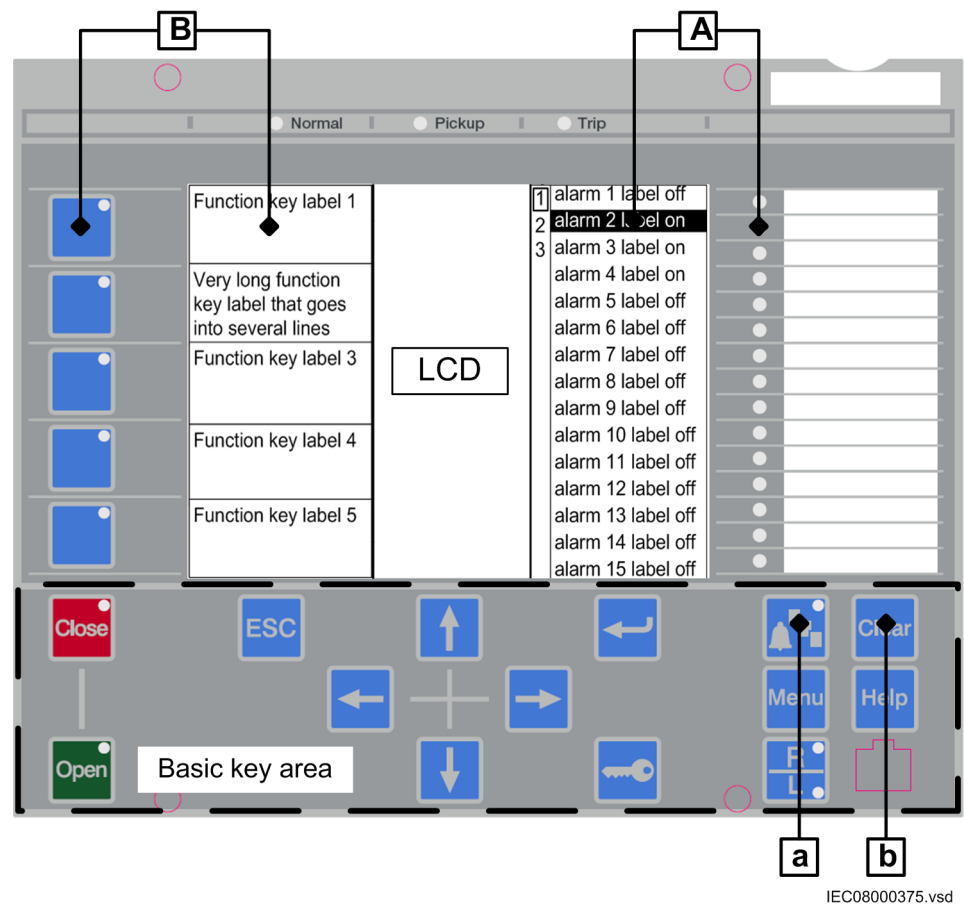 B
A
Normal
Pickup
Trip
Function key label 1
Very long function
key label that goes
into several lines
Function key label 3
Function key label 4
Function key label 5
LCD
1
2
3
alarm 1 label off
alarm 2 label on
alarm 3 label on
alarm 4 label on
alarm 5 label off
alarm 6 label off
alarm 7 label off
alarm 8 label off
alarm 9 label off
alarm 10 label off
alarm 11 label off
alarm 12 label off
alarm 13 label off
alarm 14 label off
alarm 15 label off
Close
ESC
Clear
Menu
Help
Open
Basic key area
R
L
a
b
IEC08000375.vsd